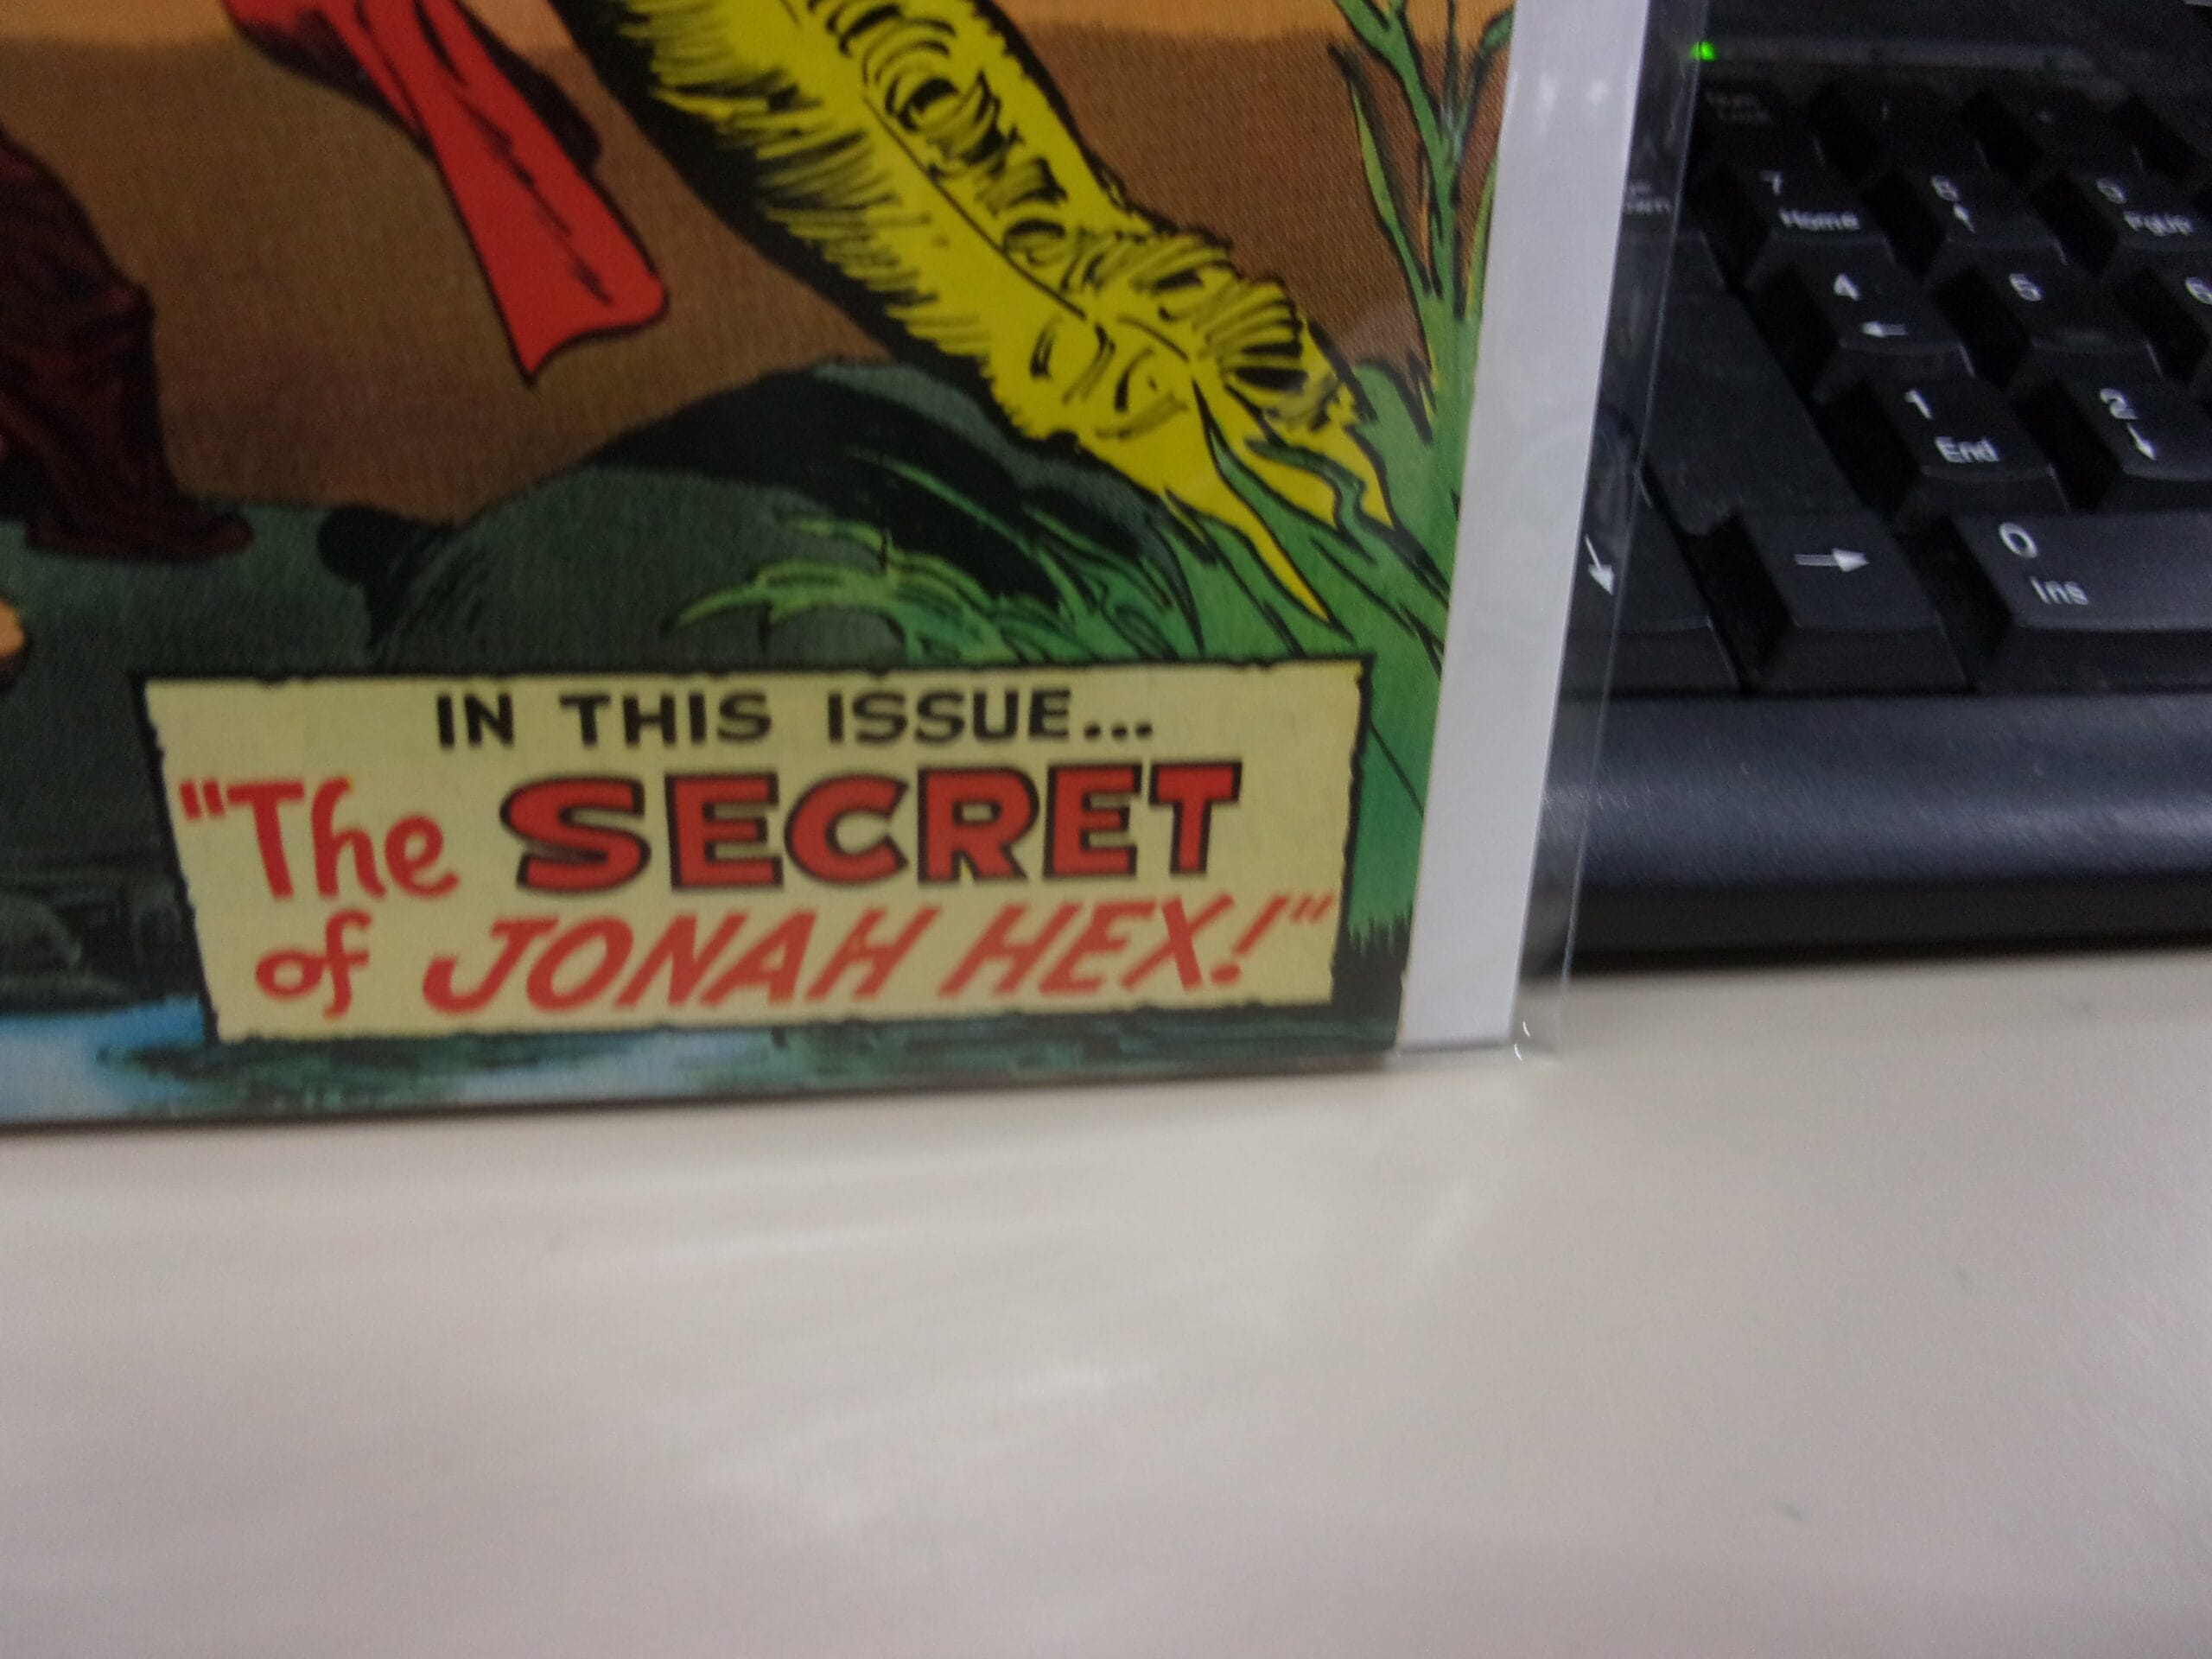 IN THIS ISSUE...
"The SECRET
of JONAH HEX!"
7
Home
8
9
PgUp
4
5
6
1
End
2
0
Ins